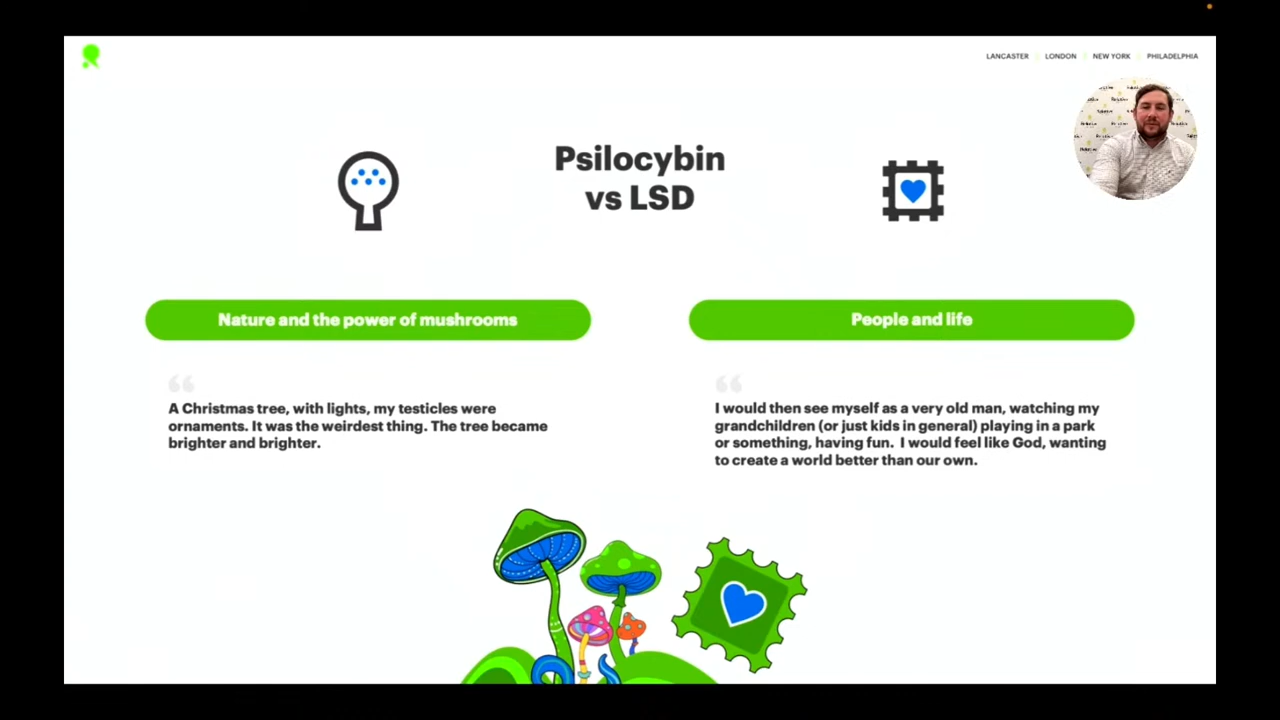 LANCASTER LONDON NEW YORK PHILADELPHIA
Psilocybin
vs LSD
Nature and the power of mushrooms
People and life
A Christmas tree, with lights, my testicles were
ornaments. It was the weirdest thing. The tree became
brighter and brighter.
I would then see myself as a very old man, watching my
grandchildren (or just kids in general) playing in a park
or something, having fun.  I would feel like God, wanting
to create a world better than our own.